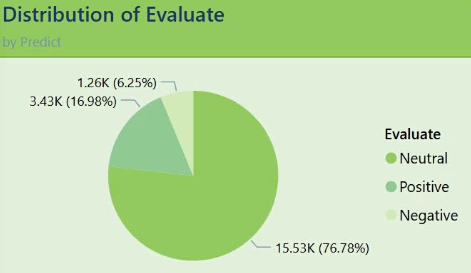 Distribution of Evaluate
by Predict
1.26K (6.25%)
3.43K (16.98%)
Evaluate
Neutral
Positive
Negative
15.53K (76.78%)